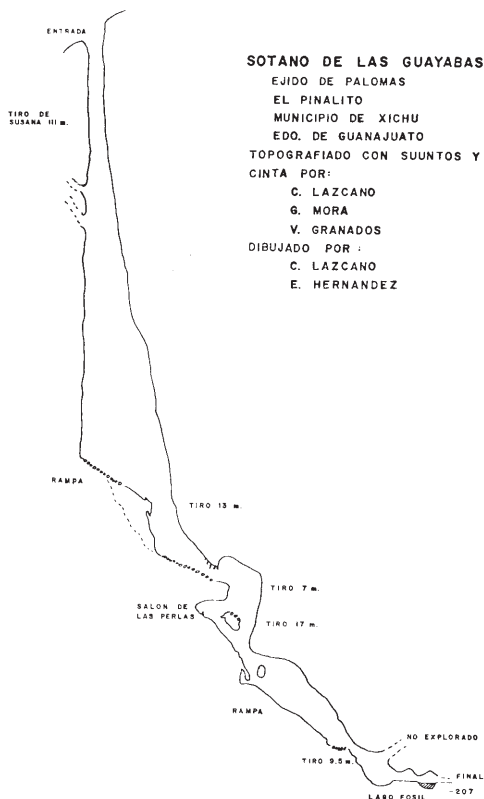 ENTRADA
SOTANO DE LAS GUAYABAS
EJIDO DE PALOMAS
EL PINALITO
MUNICIPIO DE XICHU
EDO. DE GUANAJUATO
TOPOGRAFIADO CON SUUNTOS Y
CINTA POR:
C. LAZCANO
G. MORA
V. GRANADOS
DIBUJADO POR :
C. LAZCANO
E. HERNANDEZ
TIRO DE
SUSANA 111 m.
RAMPA
TIRO 13 m.
TIRO 7 m.
SALON DE
LAS PERLAS
TIRO 17 m.
RAMPA
NO EXPLORADO
TIRO 9.5 m.
FINAL
-207
LAGO FOSIL